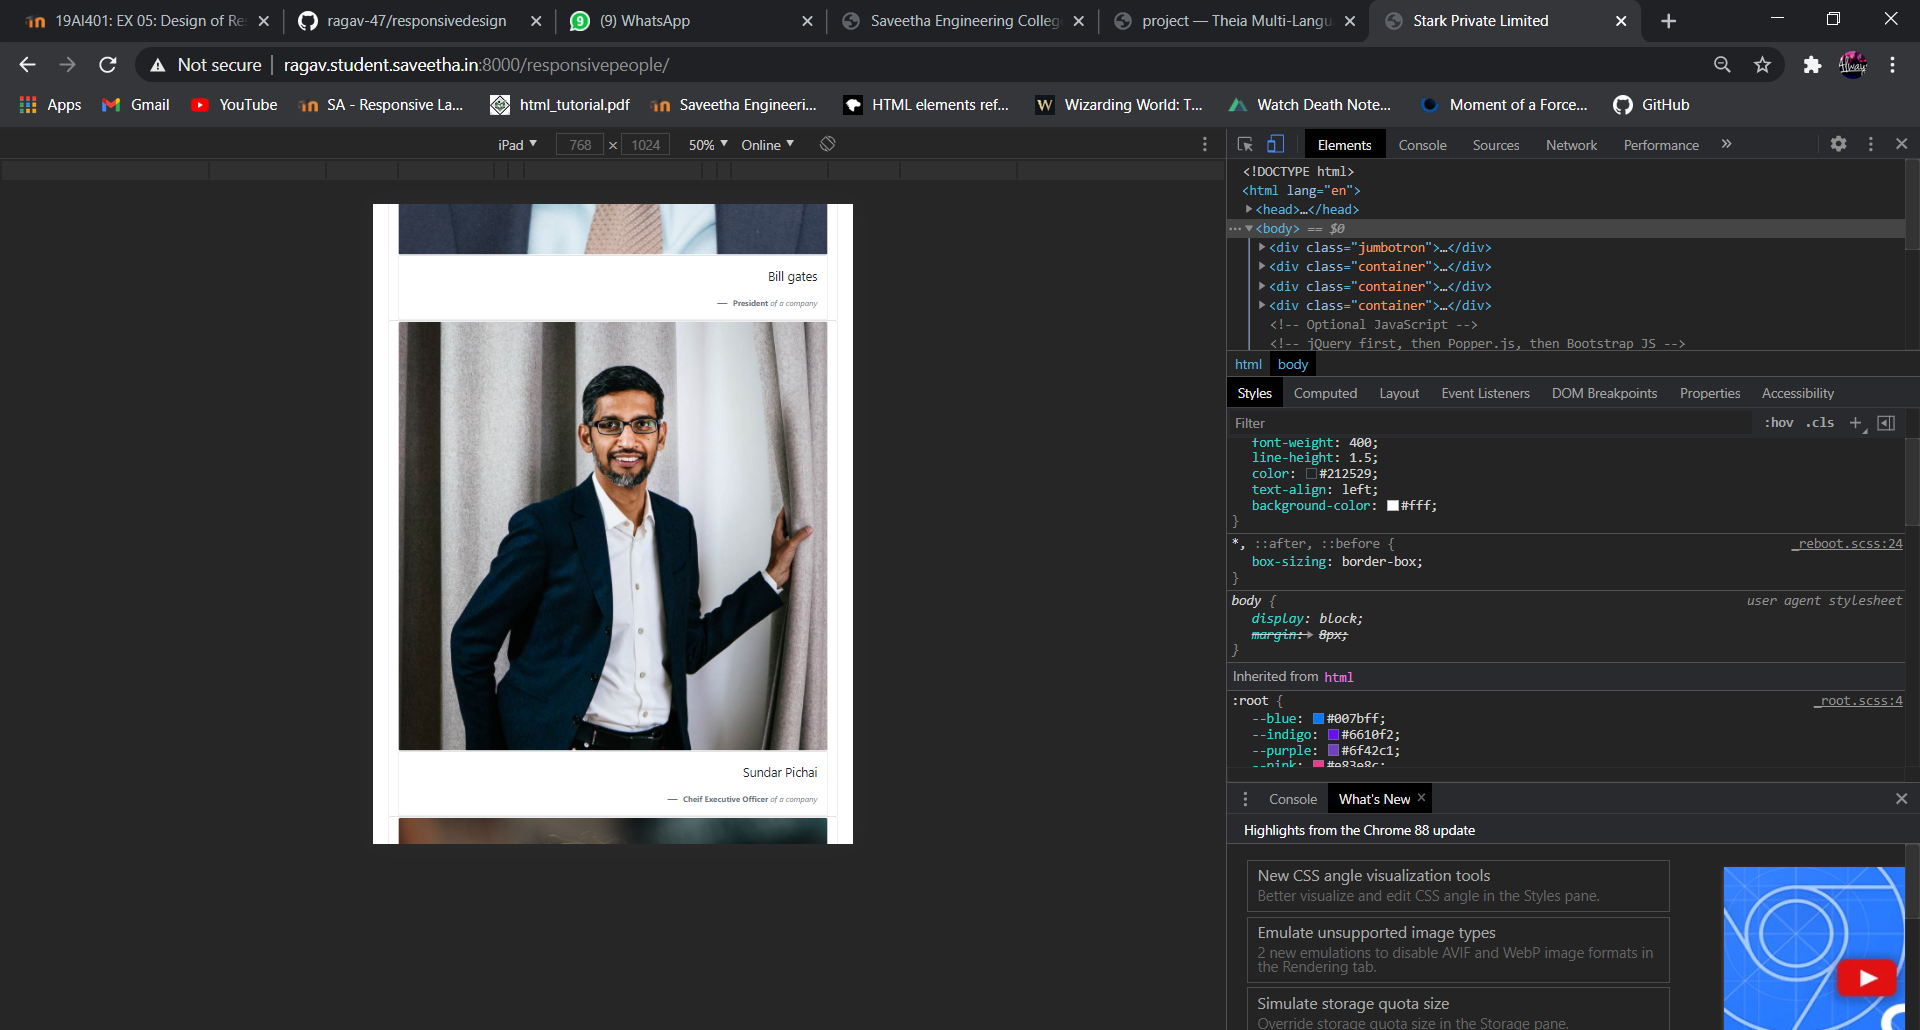 19AI401: EX 05: Design of Re
ragav-47/responsivedesign
(9) WhatsApp
Saveetha Engineering Colleg
project — Theia Multi-Langu
Stark Private Limited
Not secure
ragav.student.saveetha.in:8000/responsivepeople/
Apps
Gmail
YouTube
SA - Responsive La...
html_tutorial.pdf
Saveetha Engineeri...
HTML elements ref...
Wizarding World: T...
Watch Death Note...
Moment of a Force...
GitHub
iPad
768 × 1024
50%
Online
Elements
Console
Sources
Network
Performance
»
<!DOCTYPE html>
<html lang="en">
<head>…</head>
<body> == $0
<div class="jumbotron">…</div>
<div class="container">…</div>
<div class="container">…</div>
<div class="container">…</div>
<!-- Optional JavaScript -->
<!-- jQuery first, then Popper.js, then Bootstrap JS -->
html
body
Styles
Computed
Layout
Event Listeners
DOM Breakpoints
Properties
Accessibility
Filter
:hov
.cls
font-weight: 400;
line-height: 1.5;
color: #212529;
text-align: left;
background-color: #fff;
}
*, ::after, ::before {
_reboot.scss:24
box-sizing: border-box;
}
body {
user agent stylesheet
display: block;
margin: 8px;
}
Inherited from html
:root {
_root.scss:4
--blue: #007bff;
--indigo: #6610f2;
--purple: #6f42c1;
--pink: #e83e8c;
Console
What's New
Highlights from the Chrome 88 update
New CSS angle visualization tools
Better visualize and edit CSS angle in the Styles pane.
Emulate unsupported image types
2 new emulations to disable AVIF and WebP image formats in
the Rendering tab.
Simulate storage quota size
Override storage quota size in the Storage pane.
Bill gates
— President of a company
Sundar Pichai
— Cheif Executive Officer of a company